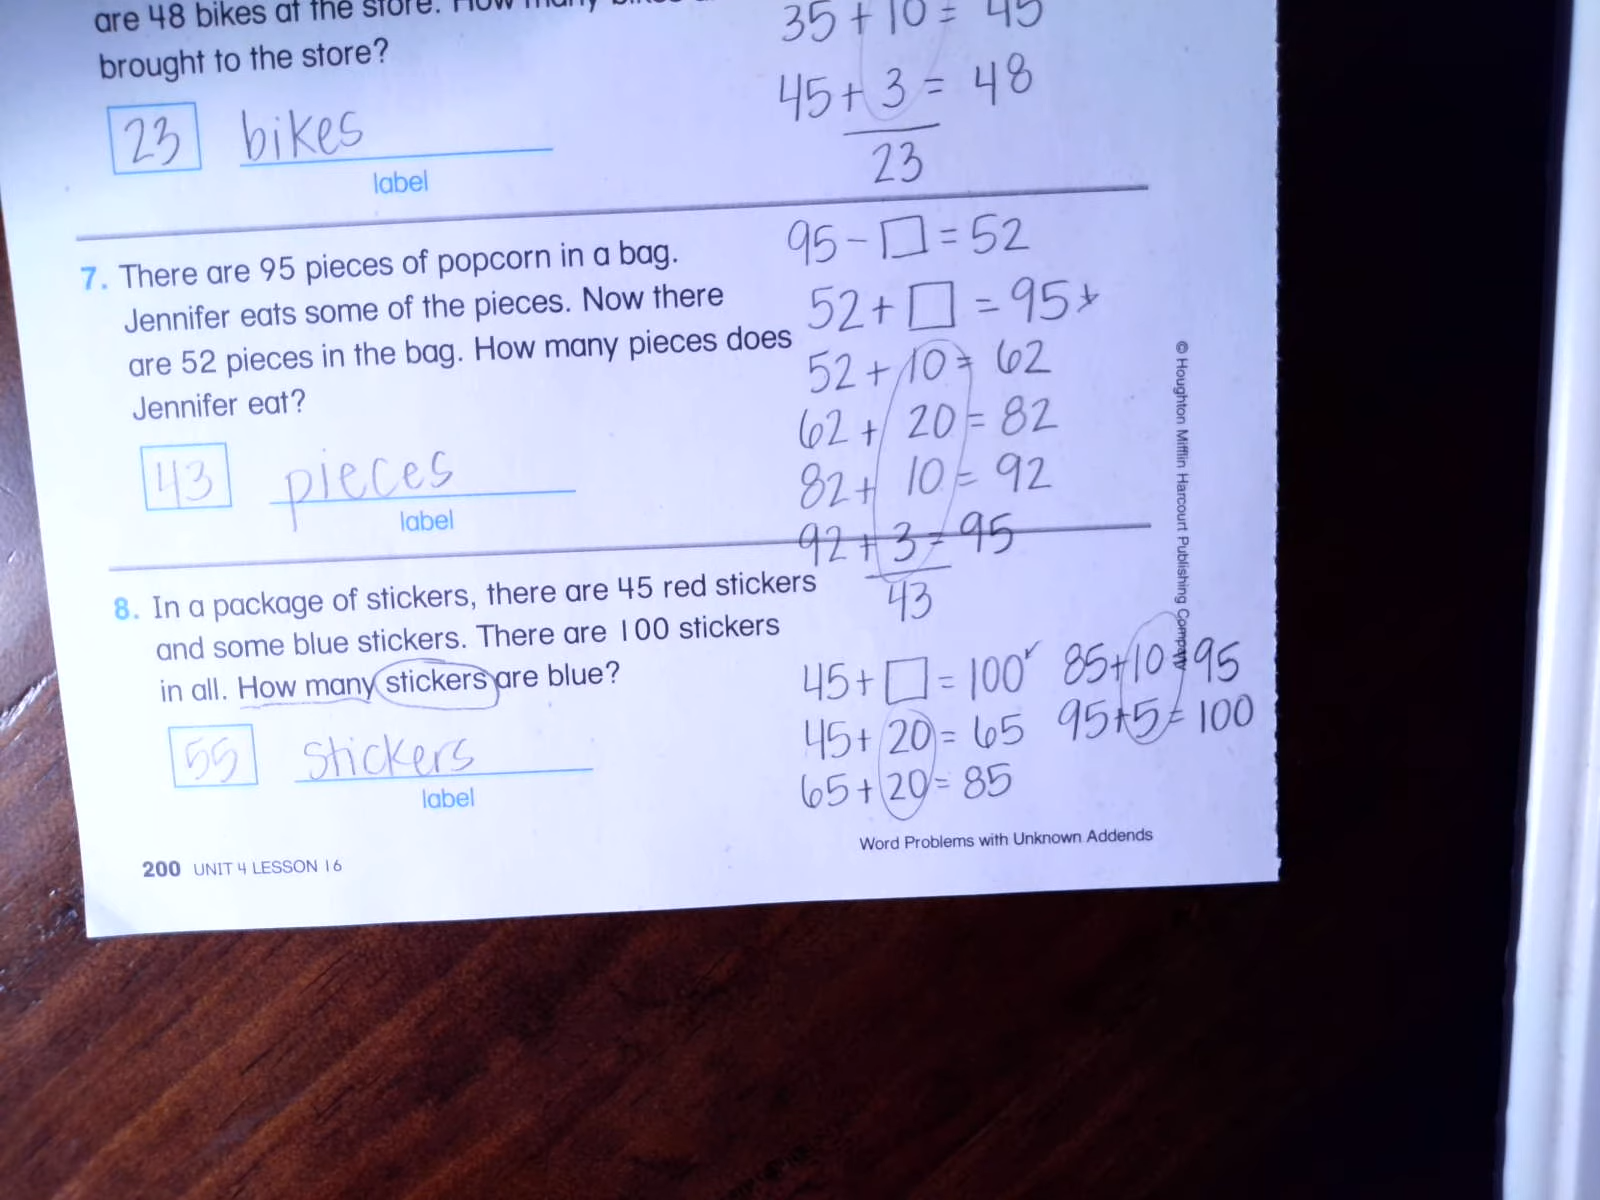 are 48 bikes at the store. How many bikes
brought to the store?
23 bikes
label
35 + 10 = 45
45 + 3 = 48
23
7. There are 95 pieces of popcorn in a bag.
Jennifer eats some of the pieces. Now there
are 52 pieces in the bag. How many pieces does
Jennifer eat?
43 pieces
label
95 - □ = 52
52 + □ = 95
52 + 10 = 62
62 + 20 = 82
82 + 10 = 92
92 + 3 = 95
43
8. In a package of stickers, there are 45 red stickers
and some blue stickers. There are 100 stickers
in all. How many stickers are blue?
55 stickers
label
45 + □ = 100
45 + 20 = 65
65 + 20 = 85
85 + 10 = 95
95 + 5 = 100
© Houghton Mifflin Harcourt Publishing Company
200 UNIT 4 LESSON 16
Word Problems with Unknown Addends